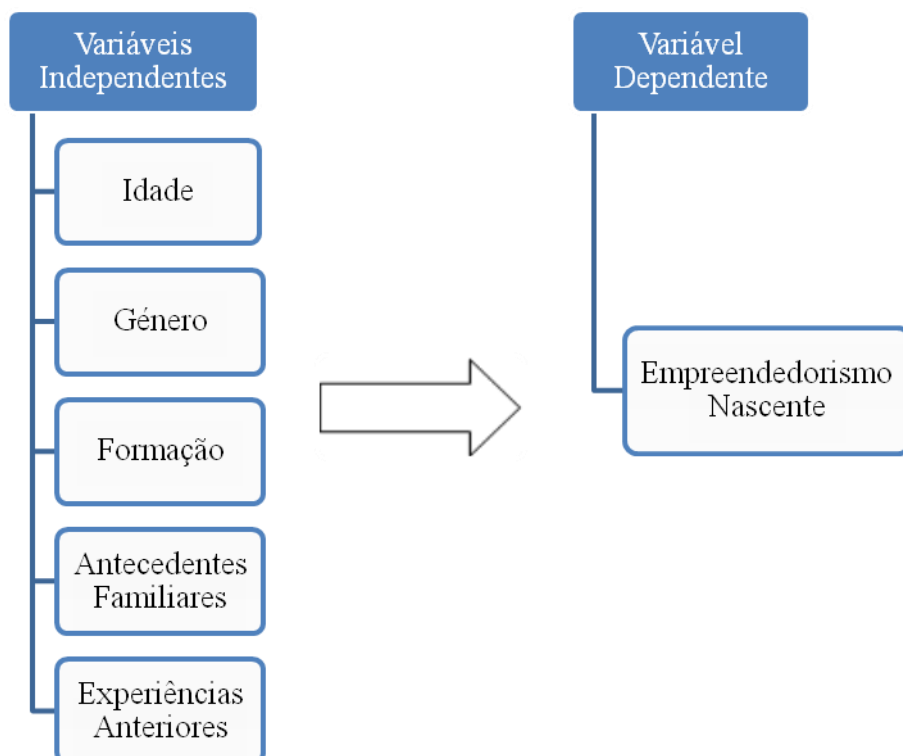 Variáveis
Independentes
Idade
Género
Formação
Antecedentes
Familiares
Experiências
Anteriores
Variável
Dependente
Empreendedorismo
Nascente